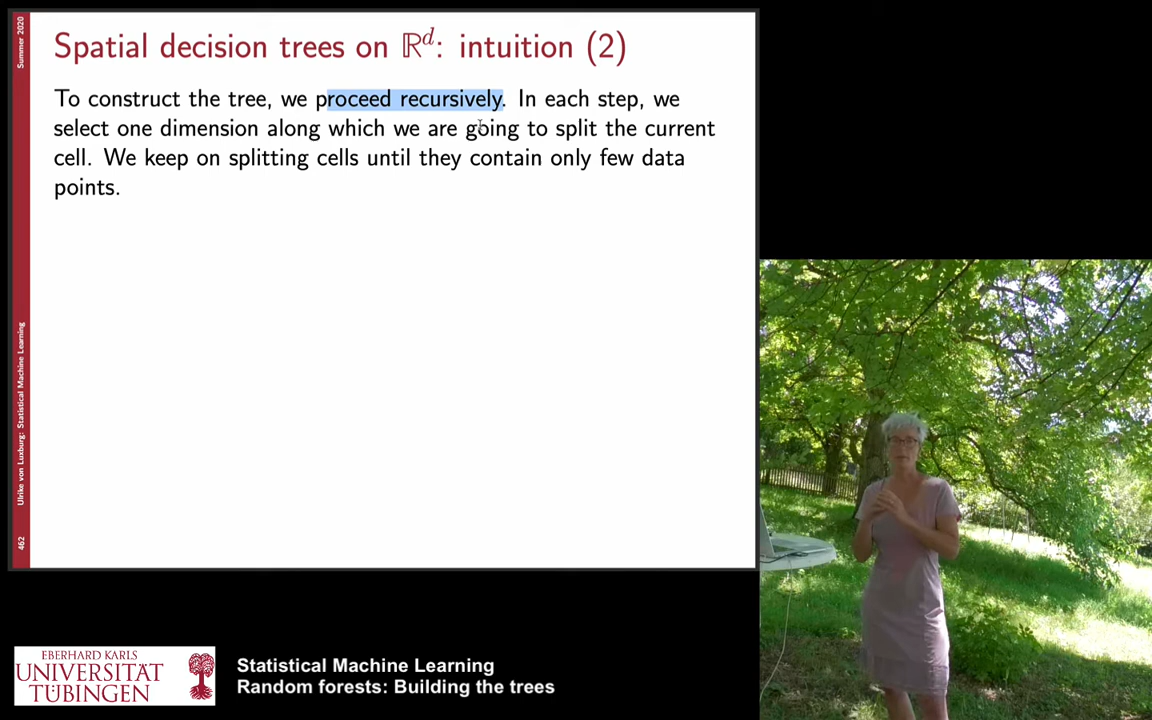 Summer 2020
Spatial decision trees on ℝᵈ: intuition (2)
To construct the tree, we proceed recursively. In each step, we
select one dimension along which we are going to split the current
cell. We keep on splitting cells until they contain only few data
points.
Ulrike von Luxburg: Statistical Machine Learning
462
EBERHARD KARLS
UNIVERSITÄT
TÜBINGEN
Statistical Machine Learning
Random forests: Building the trees